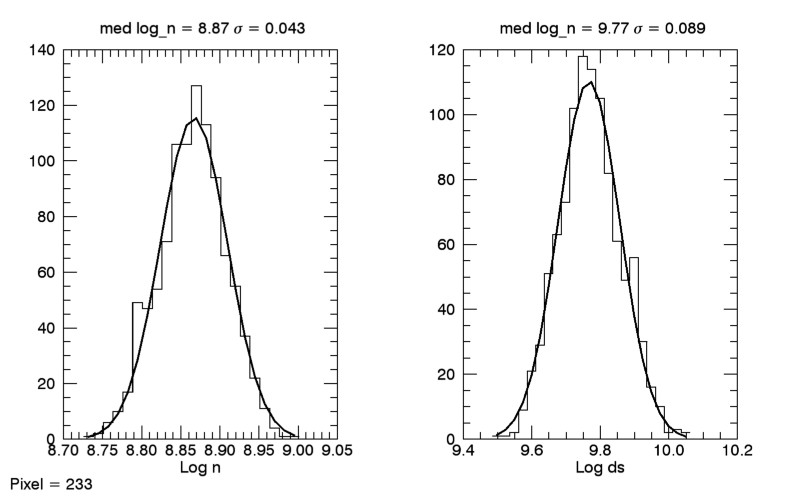 med log_n = 8.87 σ = 0.043
140
120
100
80
60
40
20
0
8.70 8.75 8.80 8.85 8.90 8.95 9.00 9.05
Log n
med log_n = 9.77 σ = 0.089
120
100
80
60
40
20
0
9.4 9.6 9.8 10.0 10.2
Log ds
Pixel = 233